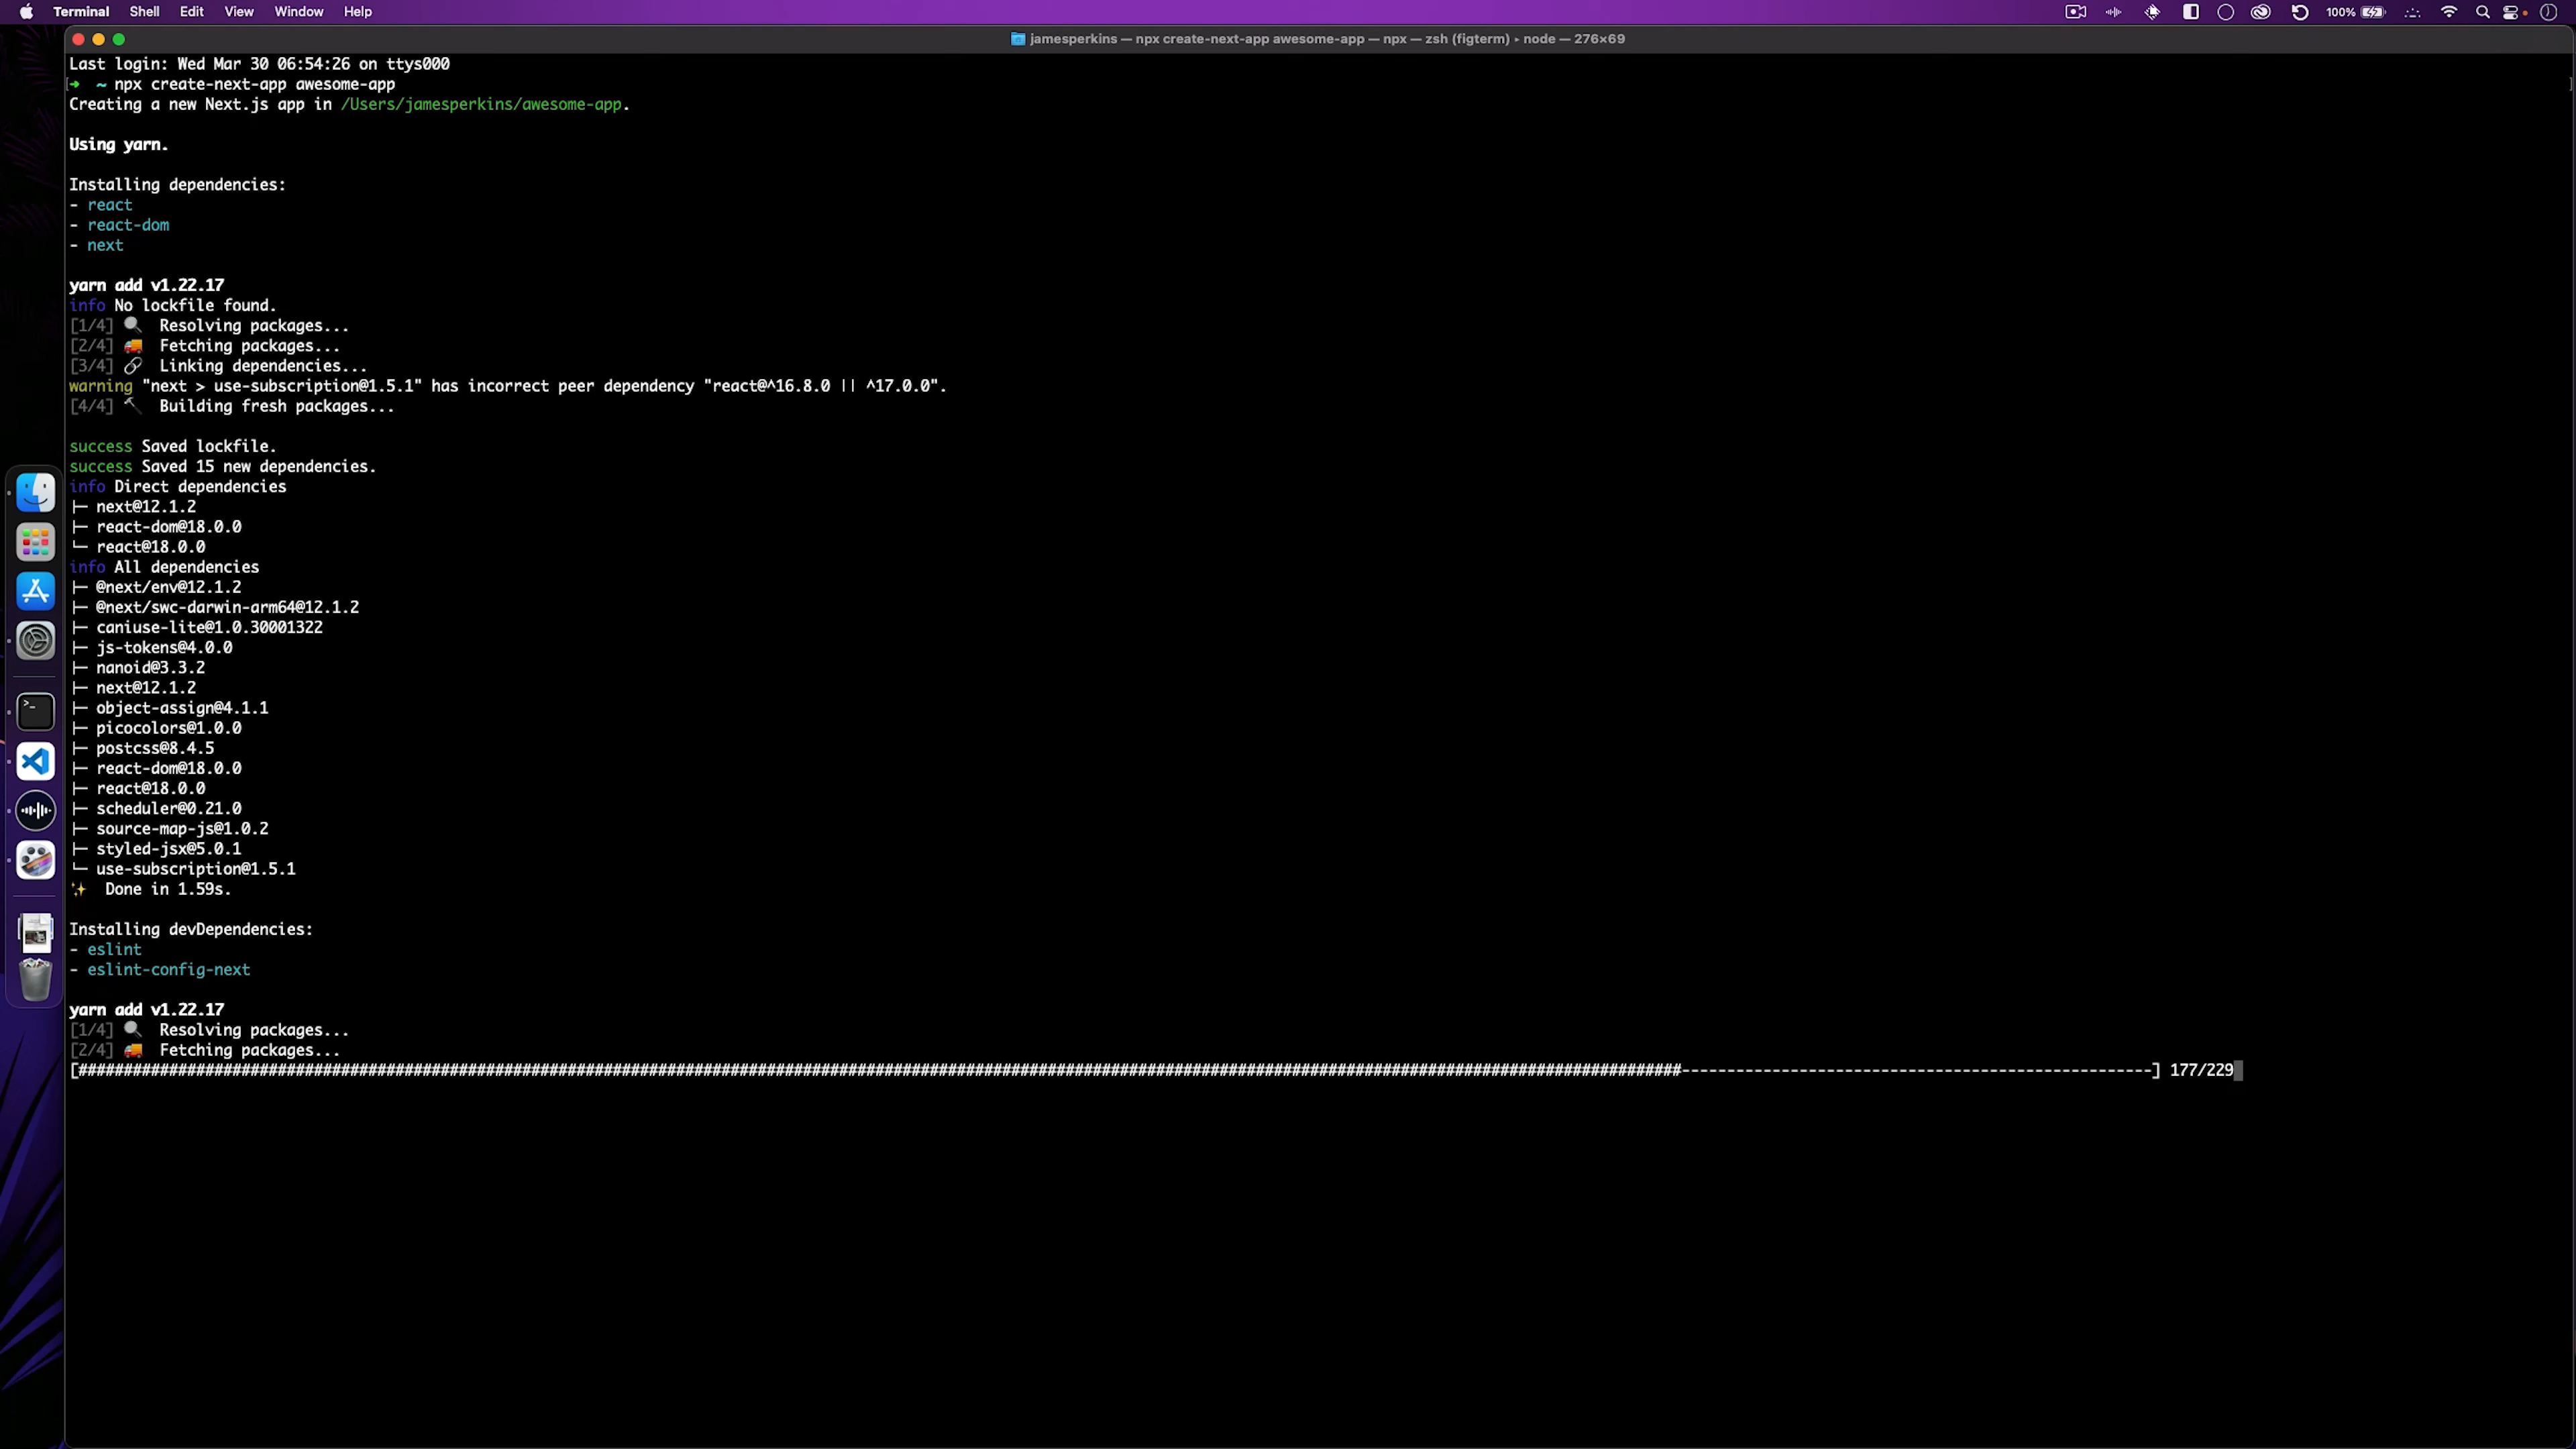 Terminal Shell Edit View Window Help 100%
jamesperkins — npx create-next-app awesome-app — npx — zsh (figterm) ▸ node — 276×69
Last login: Wed Mar 30 06:54:26 on ttys000
[➜ ~ npx create-next-app awesome-app ]
Creating a new Next.js app in /Users/jamesperkins/awesome-app.
Using yarn.
Installing dependencies:
- react
- react-dom
- next
yarn add v1.22.17
info No lockfile found.
[1/4] 🔍 Resolving packages...
[2/4] 🚚 Fetching packages...
[3/4] 🔗 Linking dependencies...
warning "next > use-subscription@1.5.1" has incorrect peer dependency "react@^16.8.0 || ^17.0.0".
[4/4] 🔨 Building fresh packages...
success Saved lockfile.
success Saved 15 new dependencies.
info Direct dependencies
├─ next@12.1.2
├─ react-dom@18.0.0
└─ react@18.0.0
info All dependencies
├─ @next/env@12.1.2
├─ @next/swc-darwin-arm64@12.1.2
├─ caniuse-lite@1.0.30001322
├─ js-tokens@4.0.0
├─ nanoid@3.3.2
├─ next@12.1.2
├─ object-assign@4.1.1
├─ picocolors@1.0.0
├─ postcss@8.4.5
├─ react-dom@18.0.0
├─ react@18.0.0
├─ scheduler@0.21.0
├─ source-map-js@1.0.2
├─ styled-jsx@5.0.1
└─ use-subscription@1.5.1
✨ Done in 1.59s.
Installing devDependencies:
- eslint
- eslint-config-next
yarn add v1.22.17
[1/4] 🔍 Resolving packages...
[2/4] 🚚 Fetching packages...
[#################################################################################################################################################################################----------------------------------------------------] 177/229